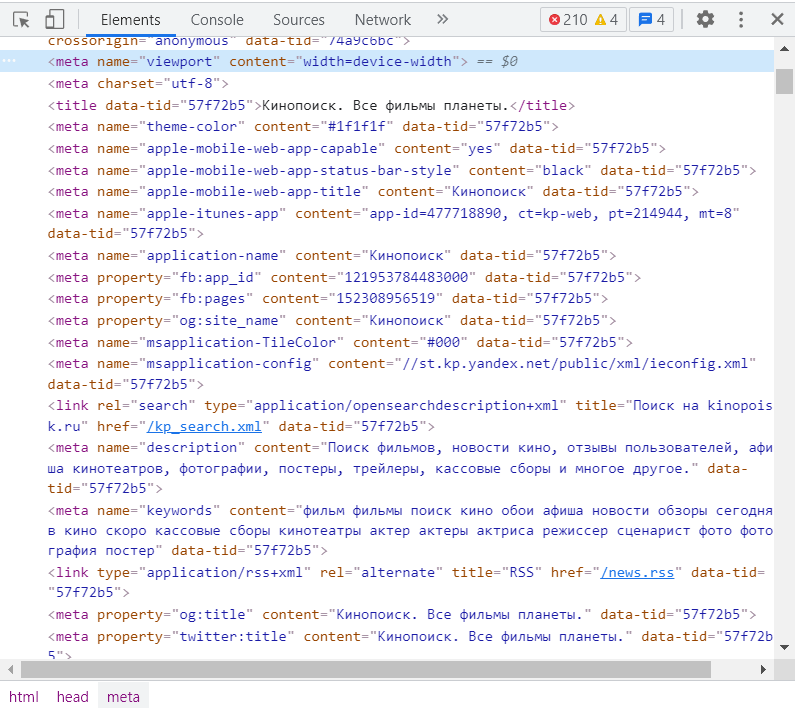 Elements Console Sources Network » 210 4 4
crossorigin="anonymous" data-tid="74a9c6bc">
··· <meta name="viewport" content="width=device-width"> == $0
<meta charset="utf-8">
<title data-tid="57f72b5">Кинопоиск. Все фильмы планеты.</title>
<meta name="theme-color" content="#1f1f1f" data-tid="57f72b5">
<meta name="apple-mobile-web-app-capable" content="yes" data-tid="57f72b5">
<meta name="apple-mobile-web-app-status-bar-style" content="black" data-tid="57f72b5">
<meta name="apple-mobile-web-app-title" content="Кинопоиск" data-tid="57f72b5">
<meta name="apple-itunes-app" content="app-id=477718890, ct=kp-web, pt=214944, mt=8"
data-tid="57f72b5">
<meta name="application-name" content="Кинопоиск" data-tid="57f72b5">
<meta property="fb:app_id" content="121953784483000" data-tid="57f72b5">
<meta property="fb:pages" content="152308956519" data-tid="57f72b5">
<meta property="og:site_name" content="Кинопоиск" data-tid="57f72b5">
<meta name="msapplication-TileColor" content="#000" data-tid="57f72b5">
<meta name="msapplication-config" content="//st.kp.yandex.net/public/xml/ieconfig.xml"
data-tid="57f72b5">
<link rel="search" type="application/opensearchdescription+xml" title="Поиск на kinopois
k.ru" href="/kp_search.xml" data-tid="57f72b5">
<meta name="description" content="Поиск фильмов, новости кино, отзывы пользователей, афи
ша кинотеатров, фотографии, постеры, трейлеры, кассовые сборы и многое другое." data-
tid="57f72b5">
<meta name="keywords" content="фильм фильмы поиск кино обои афиша новости обзоры сегодня
в кино скоро кассовые сборы кинотеатры актер актеры актриса режиссер сценарист фото фото
графия постер" data-tid="57f72b5">
<link type="application/rss+xml" rel="alternate" title="RSS" href="/news.rss" data-tid=
"57f72b5">
<meta property="og:title" content="Кинопоиск. Все фильмы планеты." data-tid="57f72b5">
<meta property="twitter:title" content="Кинопоиск. Все фильмы планеты." data-tid="57f72b
5">
html head meta